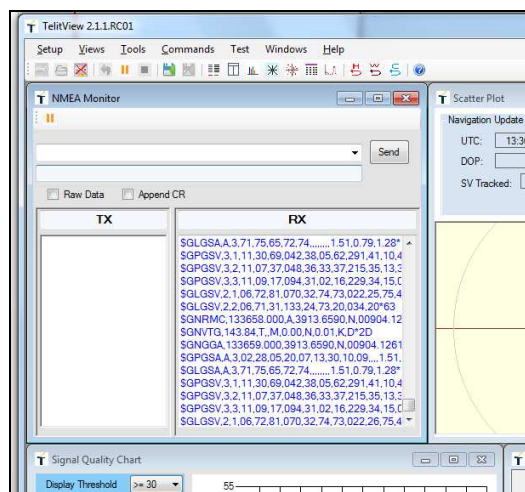 TelitView 2.1.1.RC01
Setup Views Tools Commands Test Windows Help
NMEA Monitor
Send
Raw Data Append CR
TX
RX
$GLGSA,A,3,71,75,65,72,74,,,,,,,,1.51,0.79,1.28*
$GPGSV,3,1,11,30,69,042,38,05,62,291,41,10,4
$GPGSV,3,2,11,07,37,048,36,33,37,215,35,13,3
$GPGSV,3,3,11,09,17,094,31,02,16,229,34,15,0
$GLGSV,2,1,06,72,81,070,32,74,73,022,25,75,4
$GLGSV,2,2,06,71,31,133,24,73,20,034,20*63
$GNRMC,133658.000,A,3913.6590,N,00904.12
$GNVTG,143.84,T,,M,0.00,N,0.01,K,D*2D
$GNGGA,133659.000,3913.6590,N,00904.1261
$GPGSA,A,3,02,28,05,20,07,13,30,10,09,,,,1.51,
$GLGSA,A,3,71,75,65,72,74,,,,,,,,1.51,0.79,1.28*
$GPGSV,3,1,11,30,69,042,38,05,62,291,41,10,4
$GPGSV,3,2,11,07,37,048,36,33,37,215,35,13,3
$GPGSV,3,3,11,09,17,094,31,02,16,229,34,15,0
$GLGSV,2,1,06,72,81,070,32,74,73,022,26,75,4
Scatter Plot
Navigation Update
UTC: 13:36
DOP:
SV Tracked:
Signal Quality Chart
Display Threshold >= 30
55